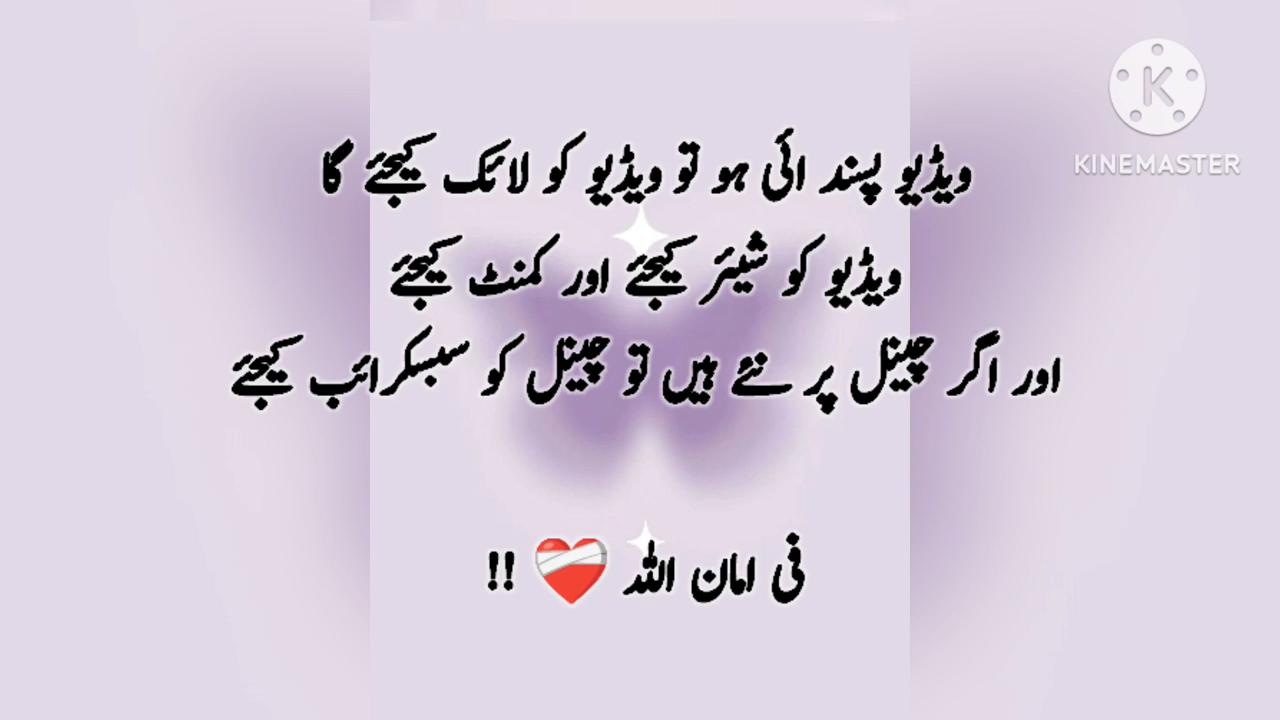 KINEMASTER
ویڈیو پسند ائی ہو تو ویڈیو کو لائک کیجئے گا
ویڈیو کو شیئر کیجئے اور کمنٹ کیجئے
اور اگر چینل پر نئے ہیں تو چینل کو سبسکرائب کیجئے
فی امان اللہ ❤️‍🩹 !!